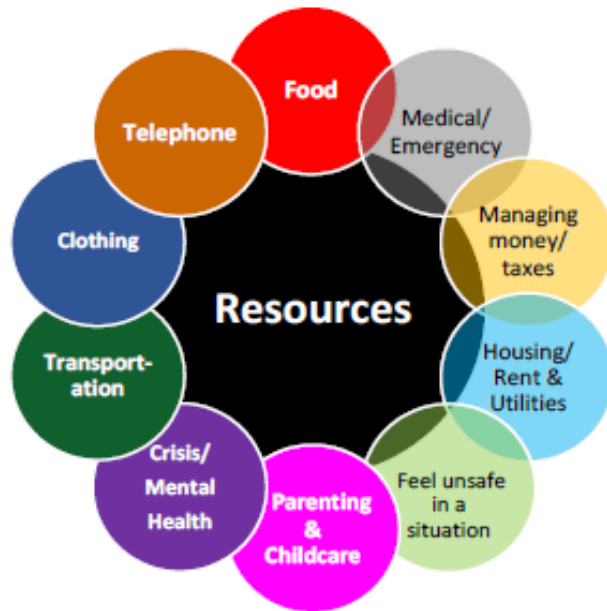 Food
Medical/
Emergency
Managing
money/
taxes
Housing/
Rent &
Utilities
Feel unsafe
in a
situation
Parenting
&
Childcare
Crisis/
Mental
Health
Transport-
ation
Clothing
Telephone
Resources